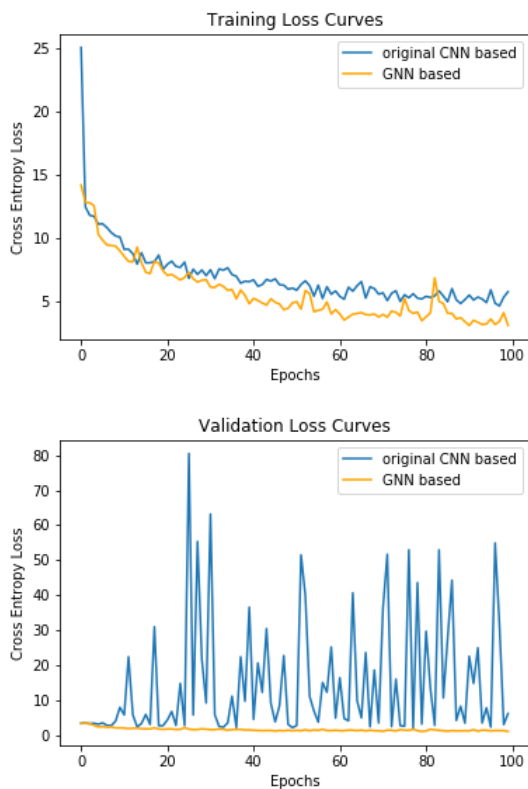 Training Loss Curves
25
20
15
10
5
Cross Entropy Loss
original CNN based
GNN based
0 20 40 60 80 100
Epochs
Validation Loss Curves
80
70
60
50
40
30
20
10
0
Cross Entropy Loss
original CNN based
GNN based
0 20 40 60 80 100
Epochs